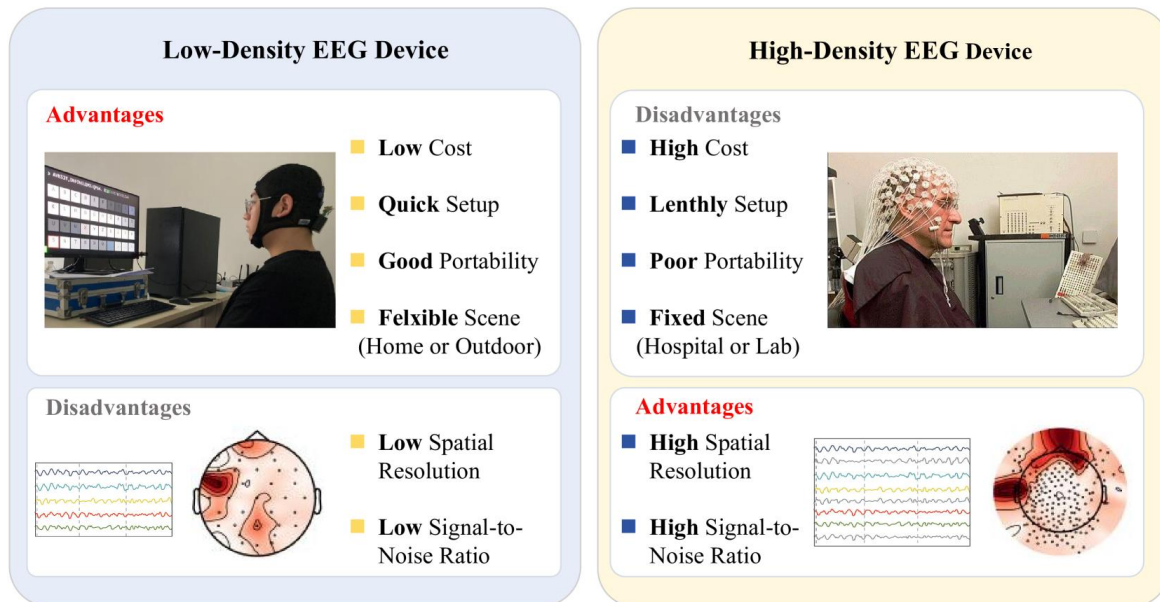 Low-Density EEG Device
Advantages
Low Cost
Quick Setup
Good Portability
Felxible Scene
(Home or Outdoor)
Disadvantages
Low Spatial
Resolution
Low Signal-to-
Noise Ratio
High-Density EEG Device
Disadvantages
High Cost
Lenthly Setup
Poor Portability
Fixed Scene
(Hospital or Lab)
Advantages
High Spatial
Resolution
High Signal-to-
Noise Ratio